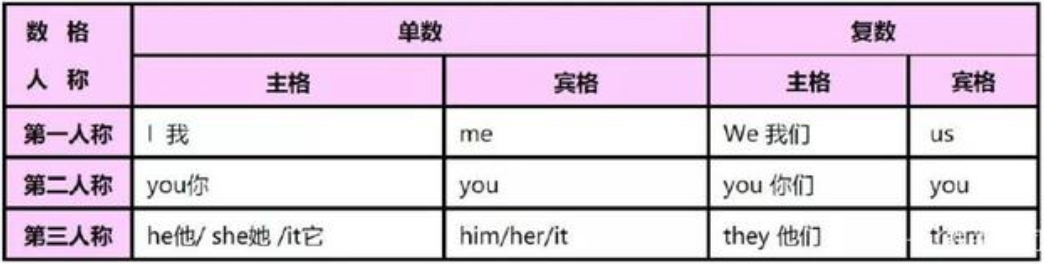 数 格 单数 复数
人 称 主格 宾格 主格 宾格
第一人称 I 我 me We 我们 us
第二人称 you你 you you 你们 you
第三人称 he他/ she她 /it它 him/her/it they 他们 them